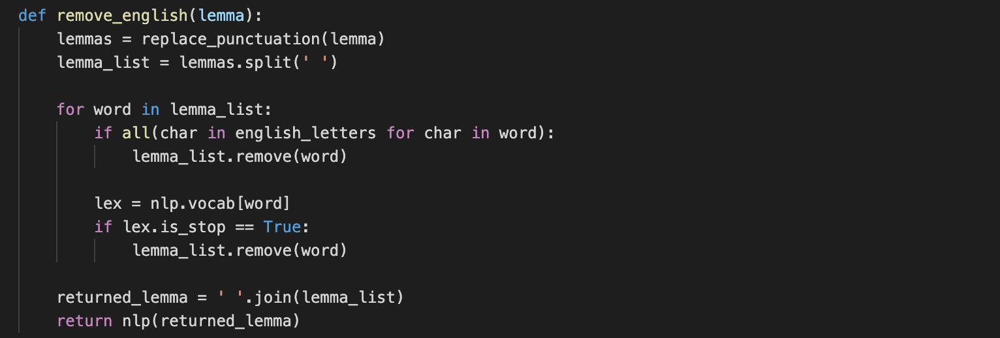 def remove_english(lemma):
    lemmas = replace_punctuation(lemma)
    lemma_list = lemmas.split(' ')

    for word in lemma_list:
        if all(char in english_letters for char in word):
            lemma_list.remove(word)

        lex = nlp.vocab[word]
        if lex.is_stop == True:
            lemma_list.remove(word)

    returned_lemma = ' '.join(lemma_list)
    return nlp(returned_lemma)